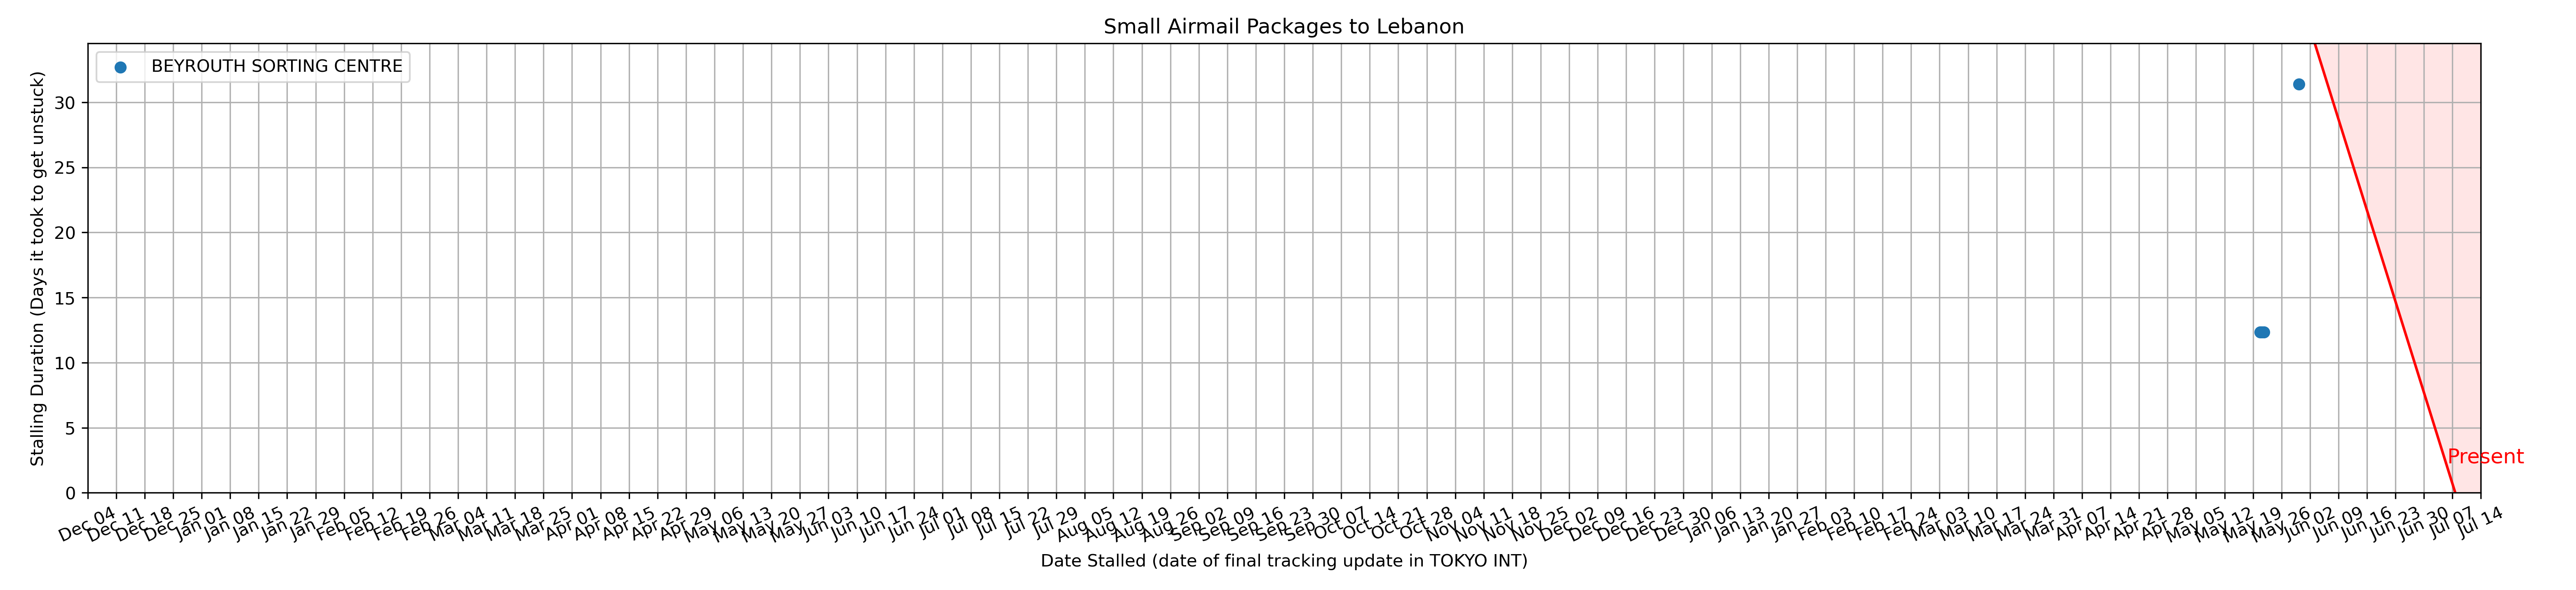 Small Airmail Packages to Lebanon
BEYROUTH SORTING CENTRE
Stalling Duration (Days it took to get unstuck)
30
25
20
15
10
5
0
Present
Dec 04
Dec 11
Dec 18
Dec 25
Jan 01
Jan 08
Jan 15
Jan 22
Jan 29
Feb 05
Feb 12
Feb 19
Feb 26
Mar 04
Mar 11
Mar 18
Mar 25
Apr 01
Apr 08
Apr 15
Apr 22
Apr 29
May 06
May 13
May 20
May 27
Jun 03
Jun 10
Jun 17
Jun 24
Jul 01
Jul 08
Jul 15
Jul 22
Jul 29
Aug 05
Aug 12
Aug 19
Aug 26
Sep 02
Sep 09
Sep 16
Sep 23
Sep 30
Oct 07
Oct 14
Oct 21
Oct 28
Nov 04
Nov 11
Nov 18
Nov 25
Dec 02
Dec 09
Dec 16
Dec 23
Dec 30
Jan 06
Jan 13
Jan 20
Jan 27
Feb 03
Feb 10
Feb 17
Feb 24
Mar 03
Mar 10
Mar 17
Mar 24
Mar 31
Apr 07
Apr 14
Apr 21
Apr 28
May 05
May 12
May 19
May 26
Jun 02
Jun 09
Jun 16
Jun 23
Jun 30
Jul 07
Jul 14
Date Stalled (date of final tracking update in TOKYO INT)